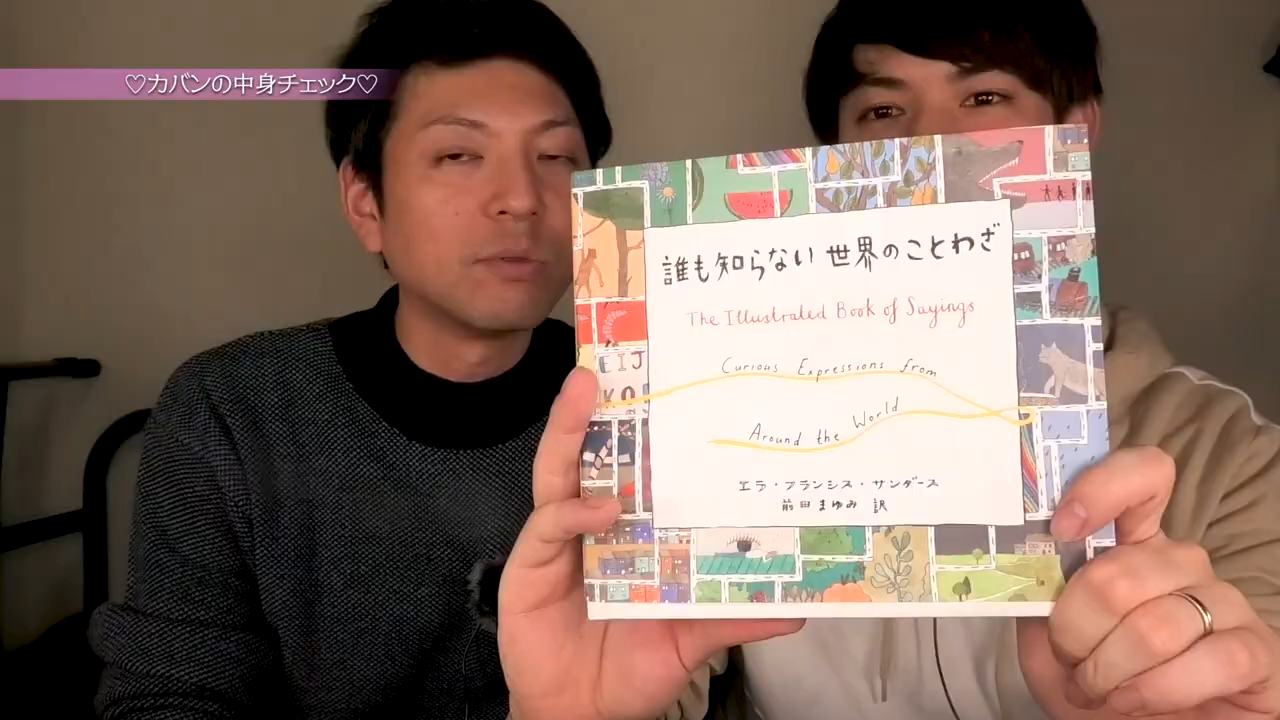 ♡カバンの中身チェック♡
誰も知らない世界のことわざ
The Illustrated Book of Sayings
Curious Expressions from
Around the World
エラ・フランシス・サンダース
前田まゆみ 訳
EIJ
KO